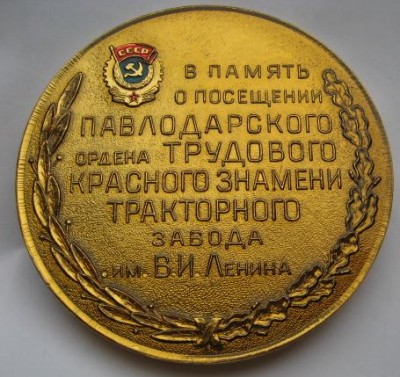 СССР
В ПАМЯТЬ
О ПОСЕЩЕНИИ
ПАВЛОДАРСКОГО
ОРДЕНА ТРУДОВОГО
КРАСНОГО ЗНАМЕНИ
ТРАКТОРНОГО
ЗАВОДА
ИМ. В.И. ЛЕНИНА